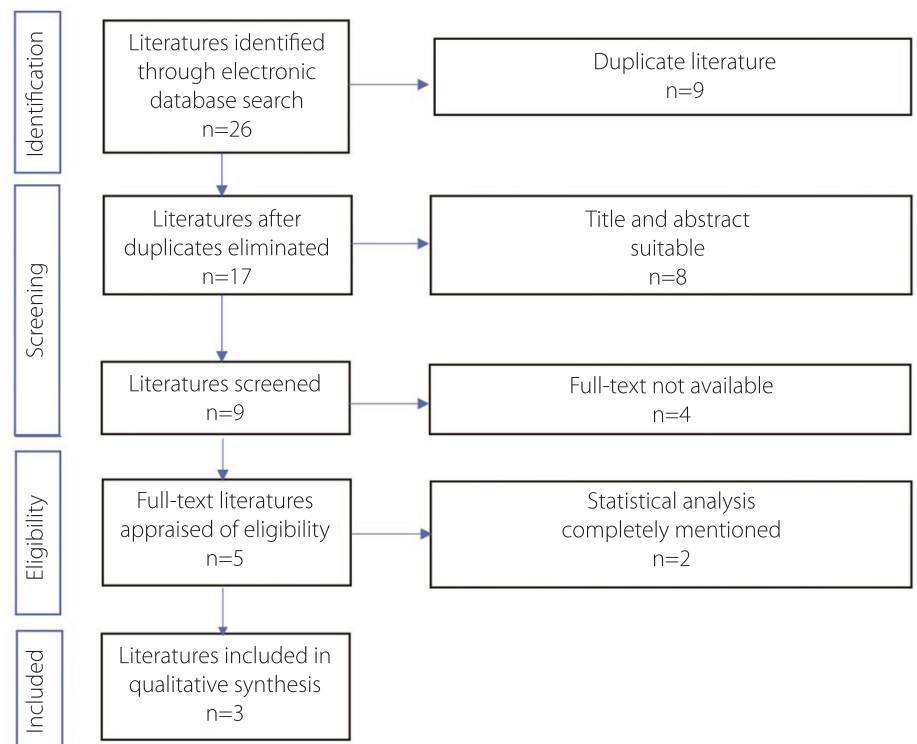 Identification
Literatures identified
through electronic
database search
n=26
Duplicate literature
n=9
Screening
Literatures after
duplicates eliminated
n=17
Title and abstract
suitable
n=8
Literatures screened
n=9
Full-text not available
n=4
Eligibility
Full-text literatures
appraised of eligibility
n=5
Statistical analysis
completely mentioned
n=2
Included
Literatures included in
qualitative synthesis
n=3